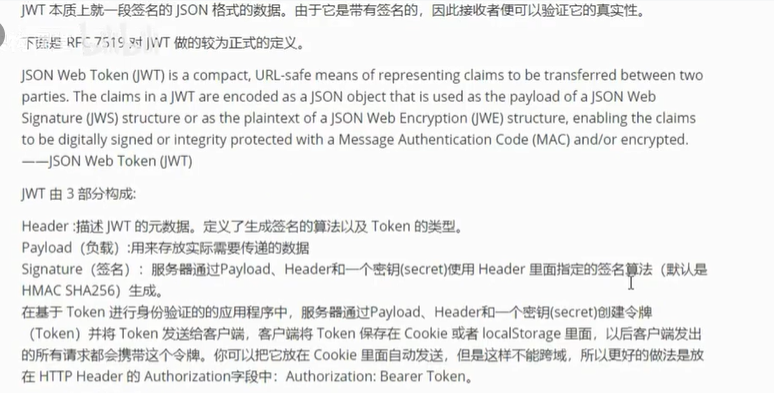 JWT 本质上就一段签名的 JSON 格式的数据。由于它是带有签名的，因此接收者便可以验证它的真实性。
下面是 RFC 7519 对 JWT 做的较为正式的定义。
JSON Web Token (JWT) is a compact, URL-safe means of representing claims to be transferred between two
parties. The claims in a JWT are encoded as a JSON object that is used as the payload of a JSON Web
Signature (JWS) structure or as the plaintext of a JSON Web Encryption (JWE) structure, enabling the claims
to be digitally signed or integrity protected with a Message Authentication Code (MAC) and/or encrypted.
——JSON Web Token (JWT)
JWT 由 3 部分构成:
Header :描述 JWT 的元数据。定义了生成签名的算法以及 Token 的类型。
Payload（负载）:用来存放实际需要传递的数据
Signature（签名）：服务器通过Payload、Header和一个密钥(secret)使用 Header 里面指定的签名算法（默认是
HMAC SHA256）生成。
在基于 Token 进行身份验证的的应用程序中，服务器通过Payload、Header和一个密钥(secret)创建令牌
（Token）并将 Token 发送给客户端，客户端将 Token 保存在 Cookie 或者 localStorage 里面，以后客户端发出
的所有请求都会携带这个令牌。你可以把它放在 Cookie 里面自动发送，但是这样不能跨域，所以更好的做法是放
在 HTTP Header 的 Authorization字段中：Authorization: Bearer Token。